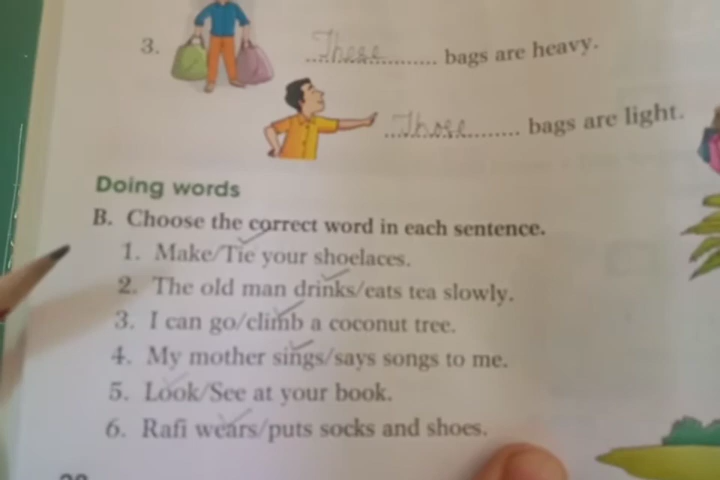 3. These bags are heavy.
Those bags are light.
Doing words
B. Choose the correct word in each sentence.
1. Make/Tie your shoelaces.
2. The old man drinks/eats tea slowly.
3. I can go/climb a coconut tree.
4. My mother sings/says songs to me.
5. Look/See at your book.
6. Rafi wears/puts socks and shoes.